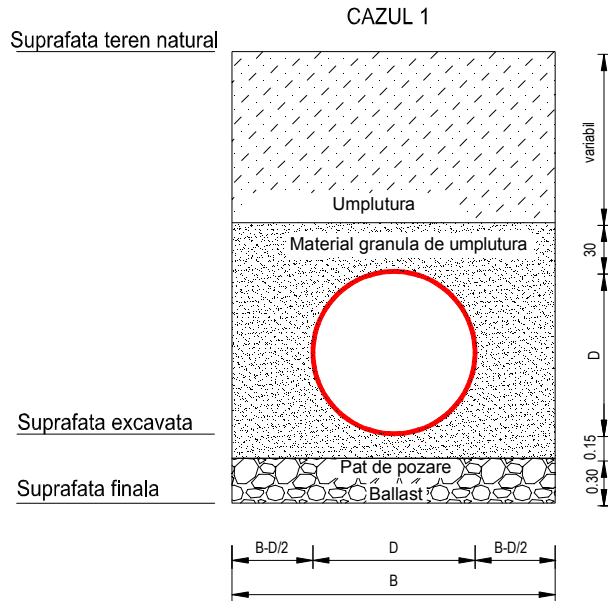 CAZUL 1
Suprafata teren natural
variabil
Umplutura
Material granula de umplutura
30
D
Suprafata excavata
0.15
Pat de pozare
Suprafata finala
Ballast
0.30
B-D/2
D
B-D/2
B